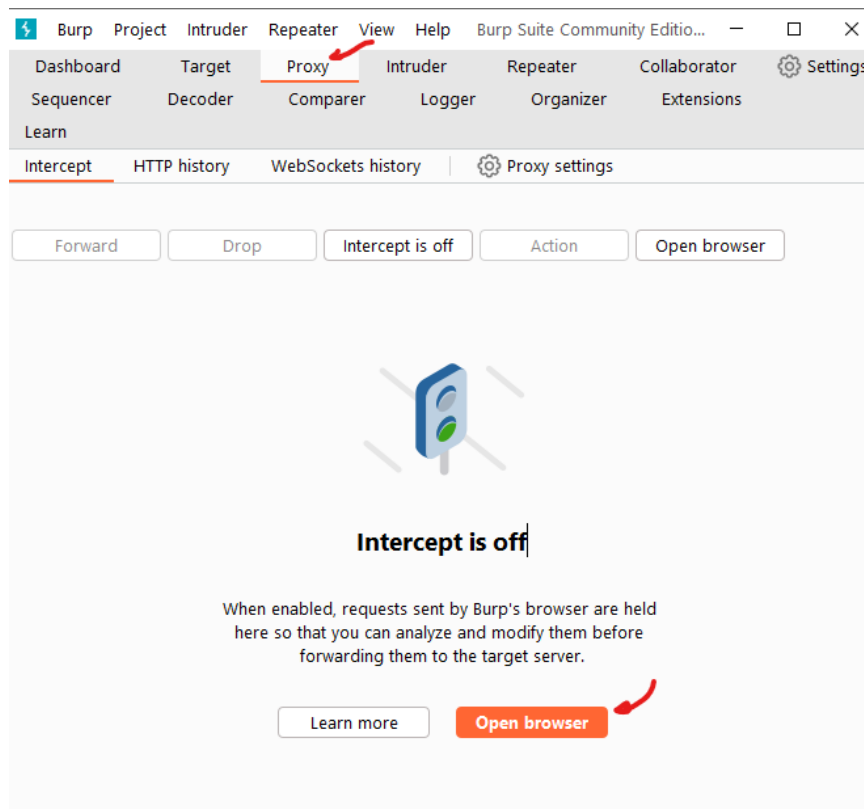 Burp Project Intruder Repeater View Help Burp Suite Community Editio...
Dashboard Target Proxy Intruder Repeater Collaborator Settings
Sequencer Decoder Comparer Logger Organizer Extensions
Learn
Intercept HTTP history WebSockets history Proxy settings
Forward Drop Intercept is off Action Open browser
Intercept is off
When enabled, requests sent by Burp's browser are held
here so that you can analyze and modify them before
forwarding them to the target server.
Learn more Open browser